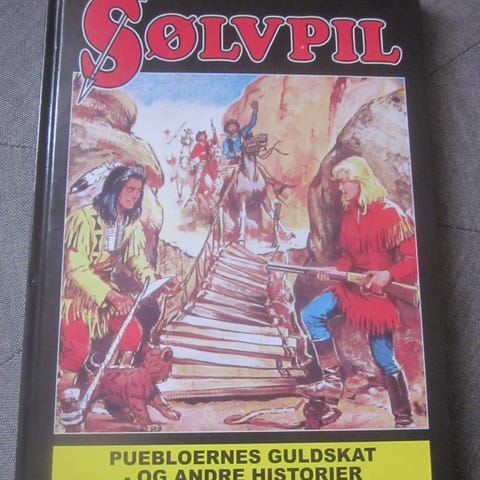 SØLVPIL
PUEBLOERNES GULDSKAT
- OG ANDRE HISTORIER